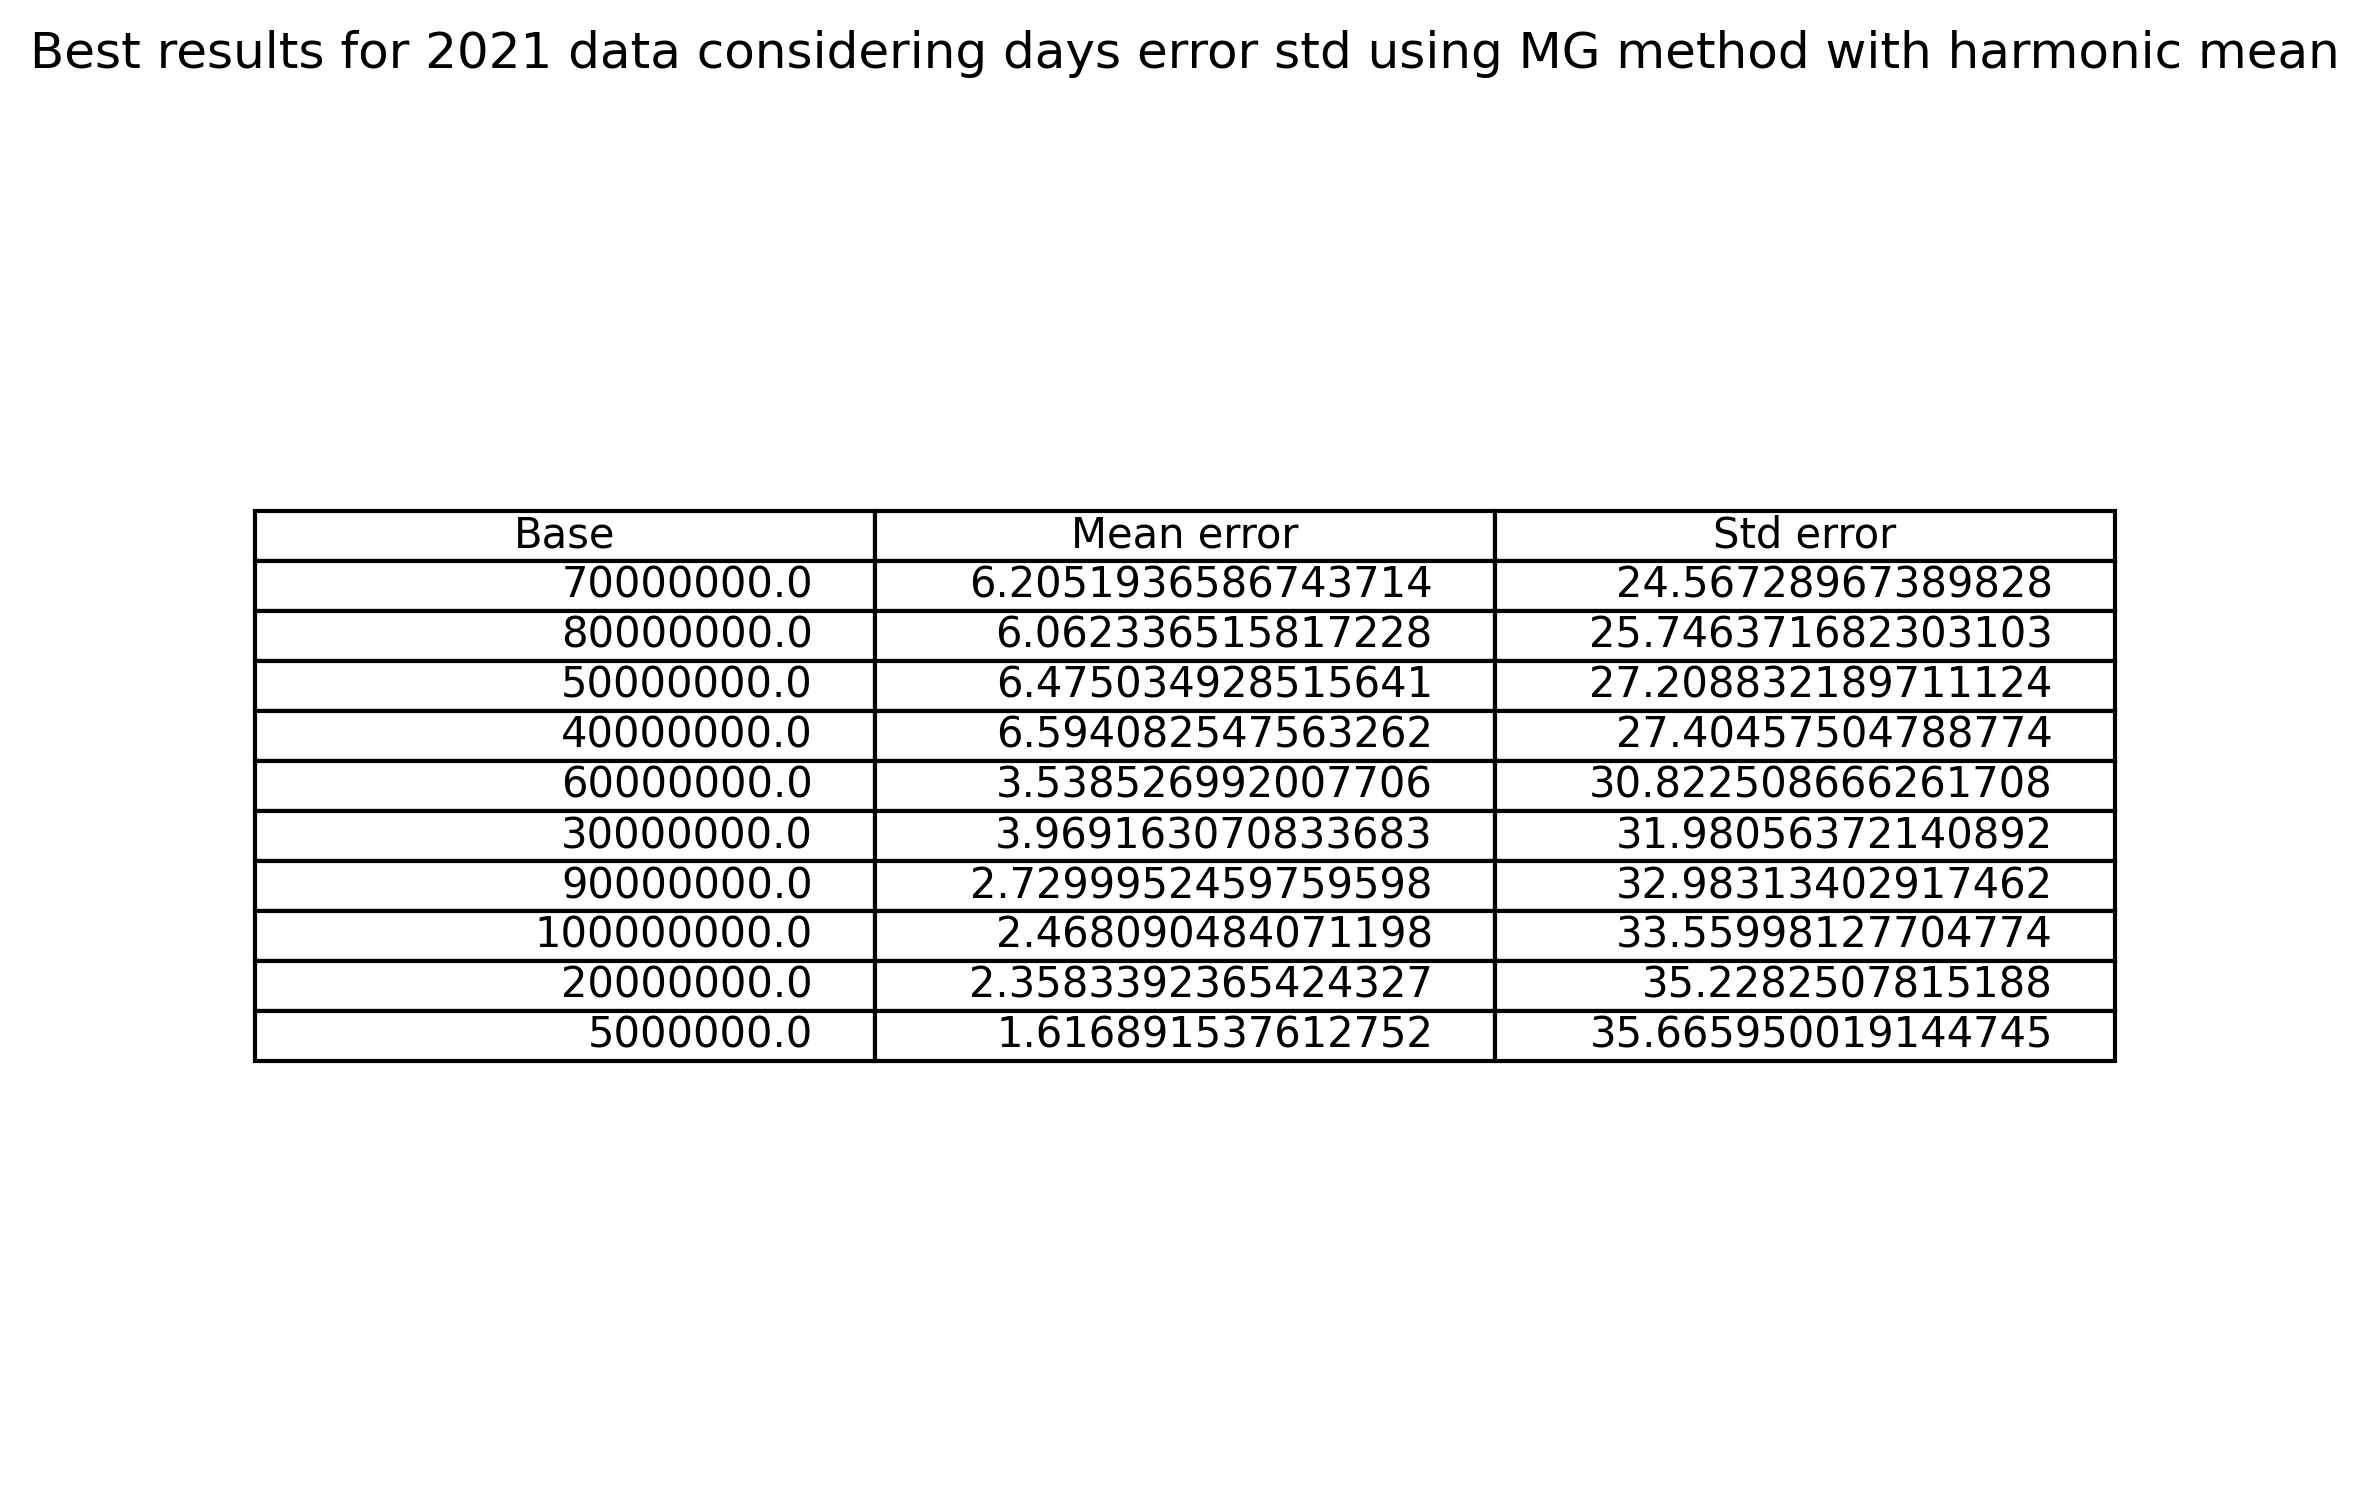 Best results for 2021 data considering days error std using MG method with harmonic mean
Base Mean error Std error
70000000.0 6.2051936586743714 24.56728967389828
80000000.0 6.062336515817228 25.746371682303103
50000000.0 6.475034928515641 27.208832189711124
40000000.0 6.594082547563262 27.40457504788774
60000000.0 3.538526992007706 30.822508666261708
30000000.0 3.969163070833683 31.98056372140892
90000000.0 2.7299952459759598 32.98313402917462
100000000.0 2.468090484071198 33.55998127704774
20000000.0 2.3583392365424327 35.2282507815188
5000000.0 1.616891537612752 35.665950019144745